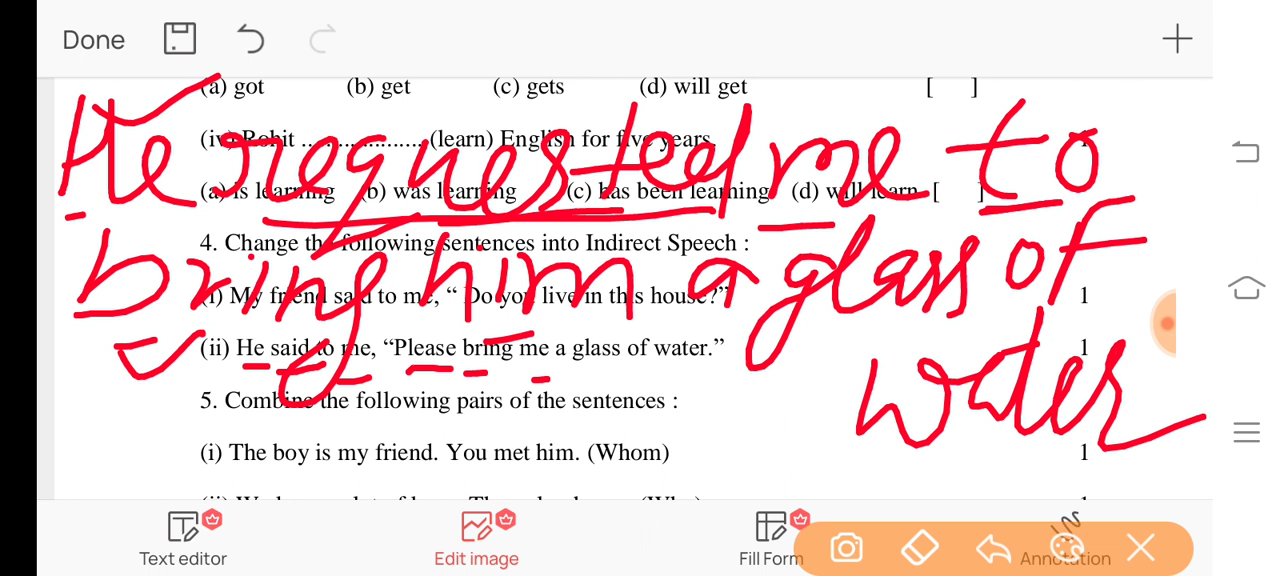 Done
(a) got (b) get (c) gets (d) will get [ ]
(iv) Rohit ..................... (learn) English for five years. 1
(a) is learning (b) was learning (c) has been learning (d) will learn [ ]
4. Change the following sentences into Indirect Speech :
(i) My friend said to me, “ Do you live in this house?” 1
(ii) He said to me, “Please bring me a glass of water.” 1
5. Combine the following pairs of the sentences :
(i) The boy is my friend. You met him. (Whom) 1
He requested me to
bring him a glass of
water
Text editor
Edit image
Fill Form
Annotation